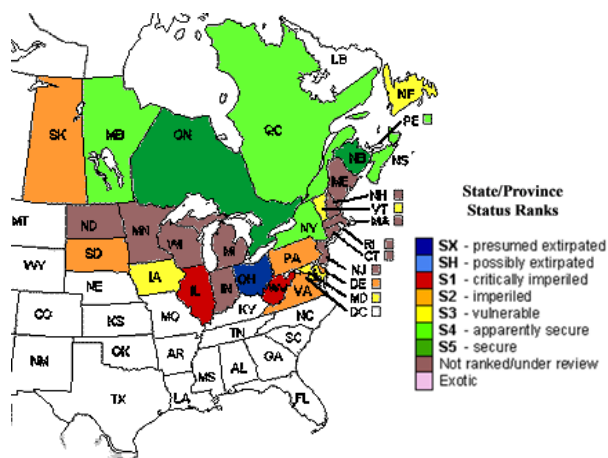 LB
NF
SK
MB
ON
QC
PE
NB
NS
ME
MT
ND
MN
NH
VT
MA
WI
MI
NY
WY
SD
RI
CT
IA
PA
NJ
NE
IL
IN
OH
WV
VA
DE
MD
DC
CO
KS
MO
KY
NC
TN
OK
AR
SC
NM
MS
AL
GA
TX
LA
FL
State/Province
Status Ranks
SX - presumed extirpated
SH - possibly extirpated
S1 - critically imperiled
S2 - imperiled
S3 - vulnerable
S4 - apparently secure
S5 - secure
Not ranked/under review
Exotic